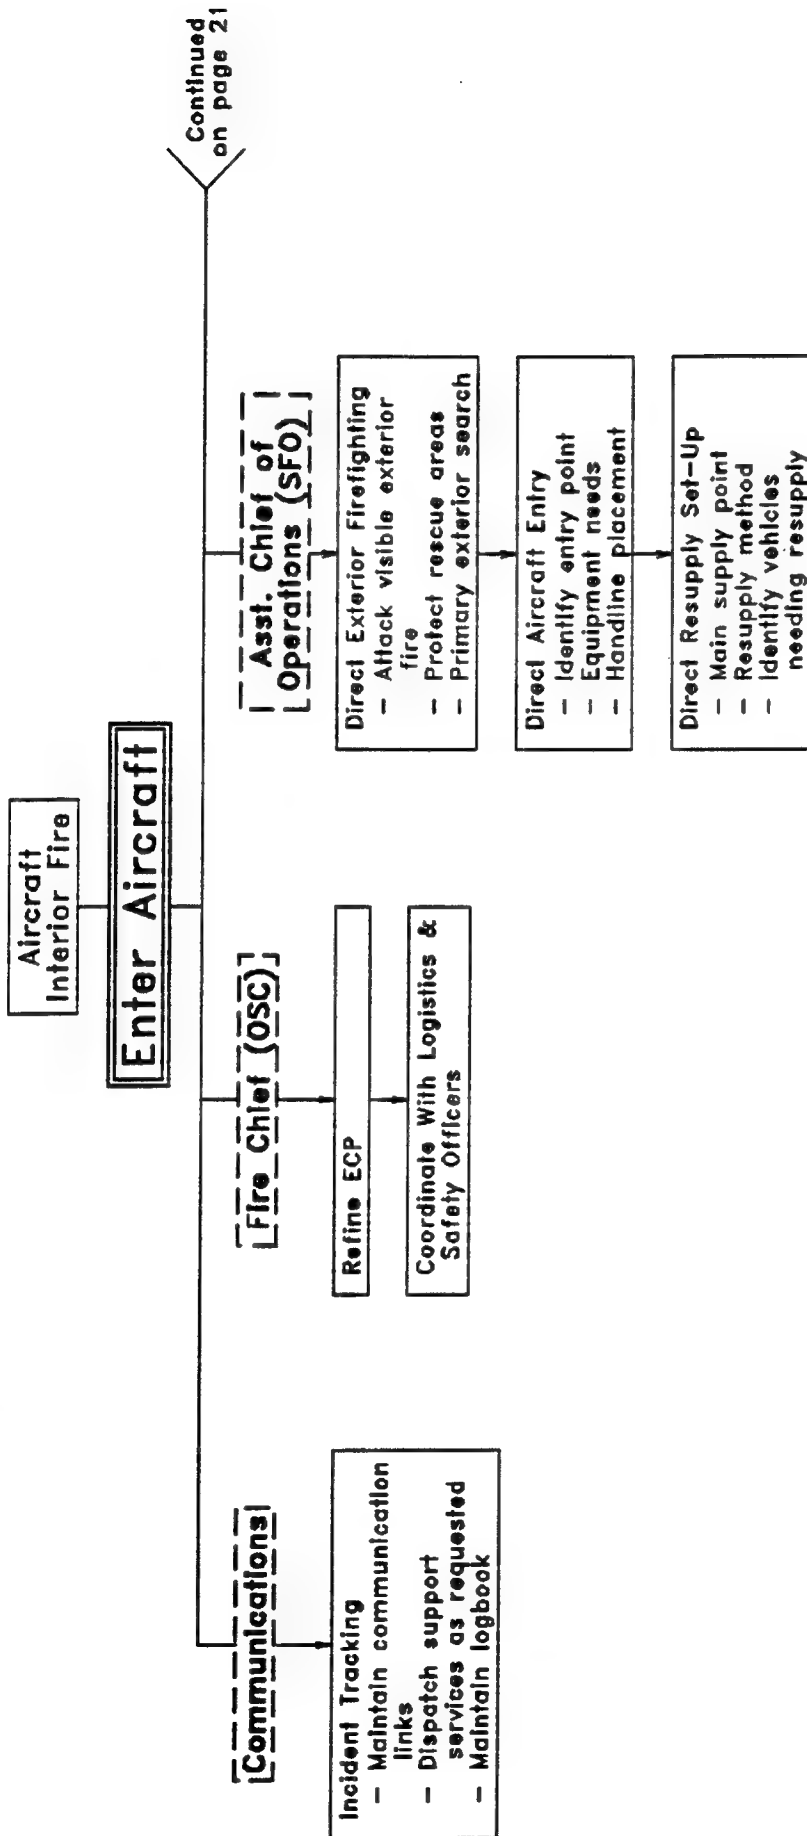 Aircraft
Interior Fire
Enter Aircraft
Continued
on page 21
Communications
Incident Tracking
- Maintain communication
links
- Dispatch support
services as requested
- Maintain logbook
Fire Chief (OSC)
Refine ECP
Coordinate With Logistics &
Safety Officers
Asst. Chief of
Operations (SFO)
Direct Exterior Firefighting
- Attack visible exterior
fire
- Protect rescue areas
- Primary exterior search
Direct Aircraft Entry
- Identify entry point
- Equipment needs
- Handline placement
Direct Resupply Set-Up
- Main supply point
- Resupply method
- Identify vehicles
needing resupply